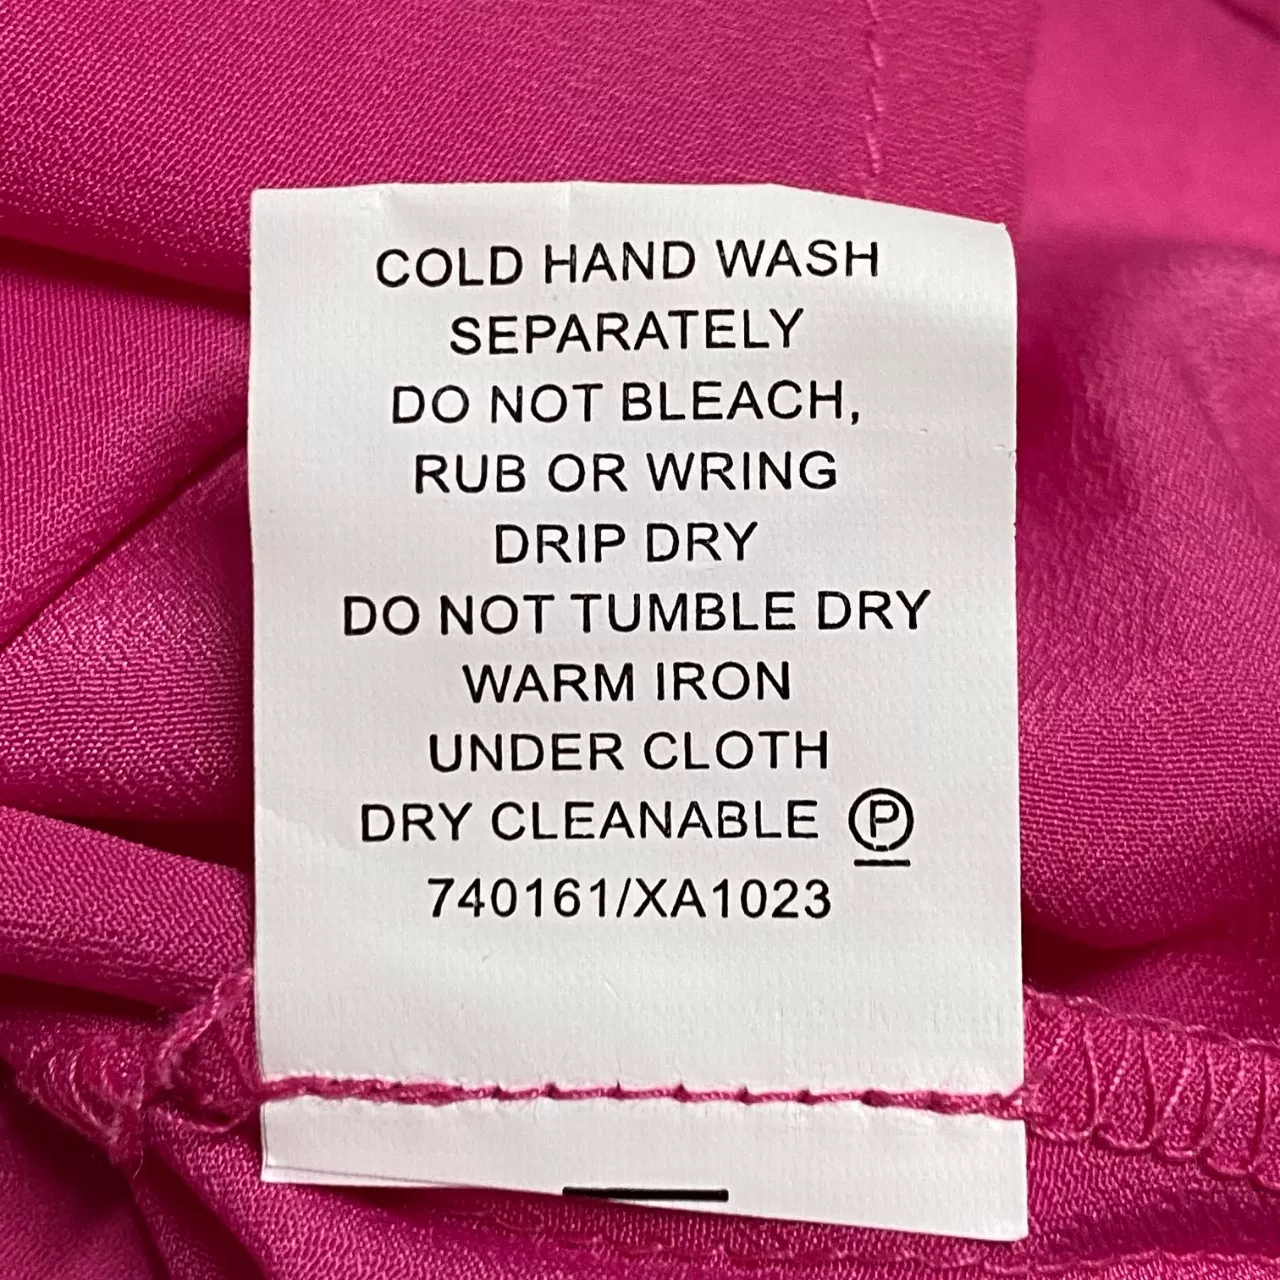 COLD HAND WASH
SEPARATELY
DO NOT BLEACH,
RUB OR WRING
DRIP DRY
DO NOT TUMBLE DRY
WARM IRON
UNDER CLOTH
DRY CLEANABLE Ⓟ
740161/XA1023